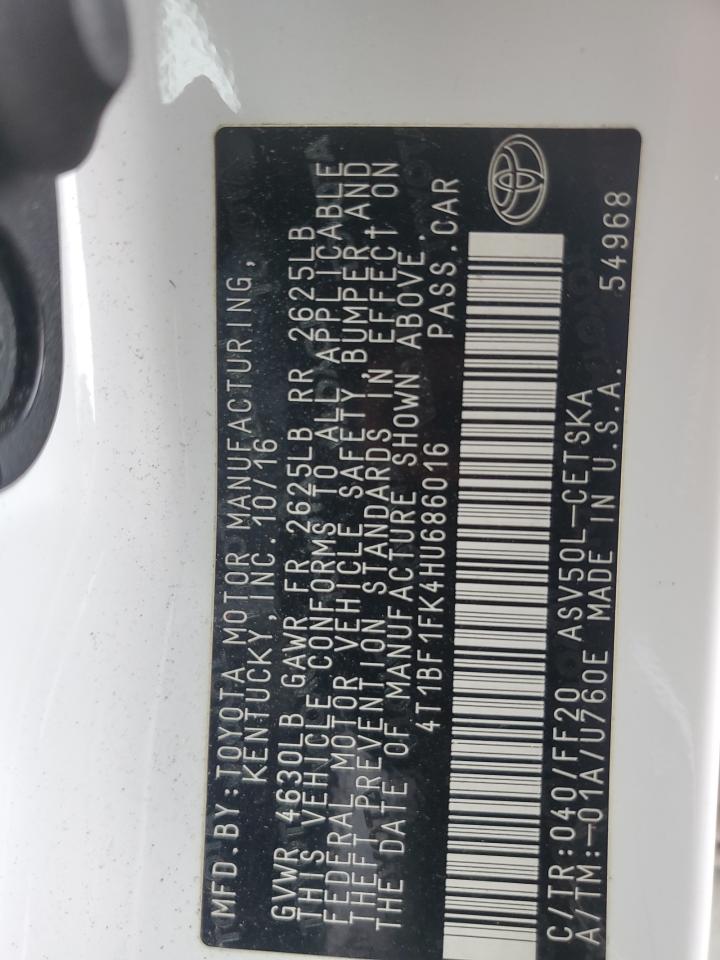 MFD.BY:TOYOTA MOTOR MANUFACTURING,
KENTUCKY,INC.10/16
GVWR 4630LB GAWR FR 2625LB RR 2625LB
THIS VEHICLE CONFORMS TO ALL APPLICABLE
FEDERAL MOTOR VEHICLE SAFETY,BUMPER,AND
THEFT PREVENTION STANDARDS IN EFFECT ON
THE DATE OF MANUFACTURE SHOWN ABOVE.
4T1BF1FK4HU686016 PASS.CAR
C/TR:040/FF20 ASV50L-CETSKA
A/TM:-01A/U760E MADE IN U.S.A. 54968